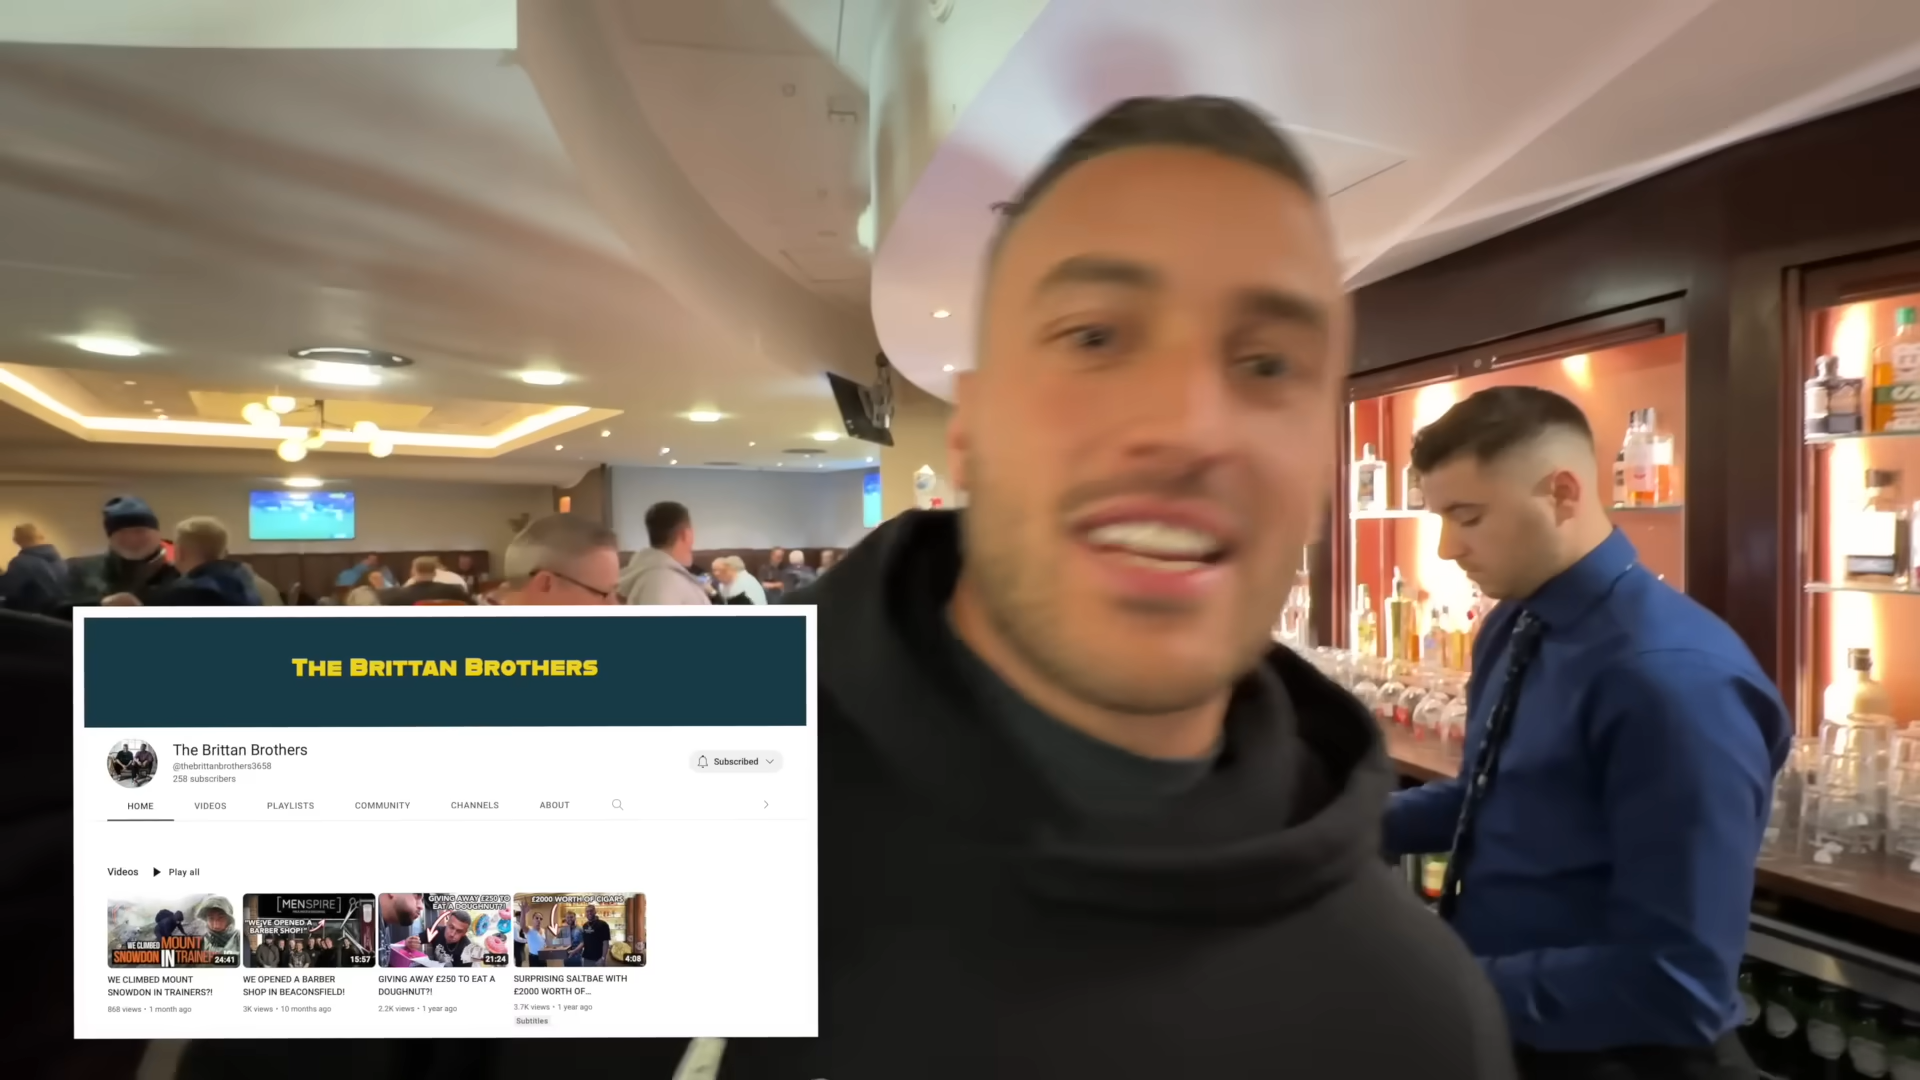 THE BRITTAN BROTHERS
The Brittan Brothers
@thebrittanbrothers3658
258 subscribers
Subscribed
HOME VIDEOS PLAYLISTS COMMUNITY CHANNELS ABOUT
Videos Play all
WE CLIMBED MOUNT
SNOWDON IN TRAINE
24:41
[MENSPIRE]
"WE'VE OPENED A
BARBER SHOP!"
15:57
GIVING AWAY £250 TO
EAT A DOUGHNUT?!
21:24
£2000 WORTH OF CIGARS
4:08
WE CLIMBED MOUNT
SNOWDON IN TRAINERS?!
868 views • 1 month ago
WE OPENED A BARBER
SHOP IN BEACONSFIELD!
3K views • 10 months ago
GIVING AWAY £250 TO EAT A
DOUGHNUT?!
2.2K views • 1 year ago
SURPRISING SALTBAE WITH
£2000 WORTH OF...
3.7K views • 1 year ago
Subtitles